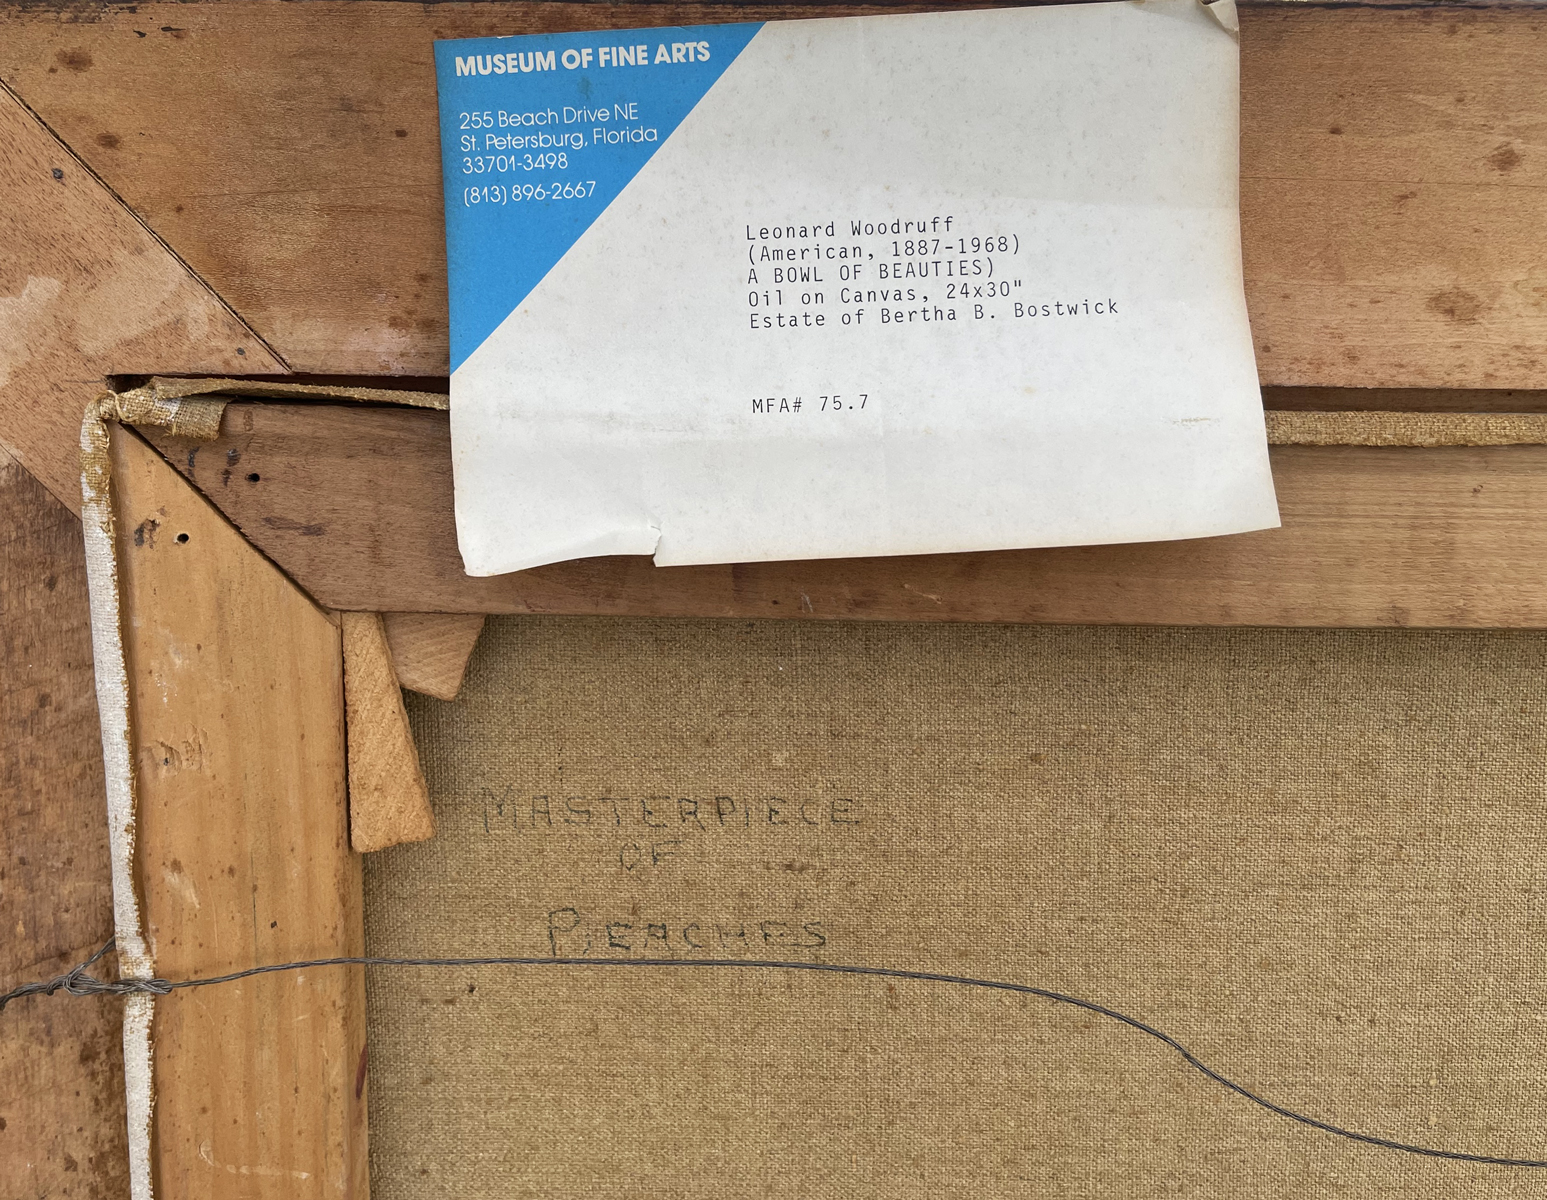 MUSEUM OF FINE ARTS
255 Beach Drive NE
St. Petersburg, Florida
33701-3498
(813) 896-2667
Leonard Woodruff
(American, 1887-1968)
A BOWL OF BEAUTIES)
Oil on Canvas, 24x30"
Estate of Bertha B. Bostwick
MFA# 75.7
MASTERPIECE
OF
PEACHES